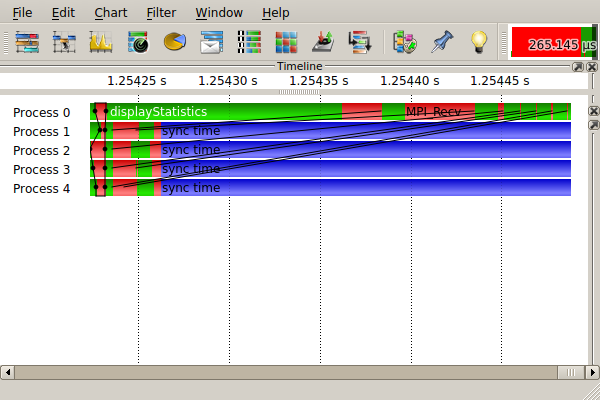 File Edit Chart Filter Window Help
265.145 µs
Timeline
1.25425 s 1.25430 s 1.25435 s 1.25440 s 1.25445 s
Process 0 displayStatistics MPI_Recv
Process 1 sync time
Process 2 sync time
Process 3 sync time
Process 4 sync time